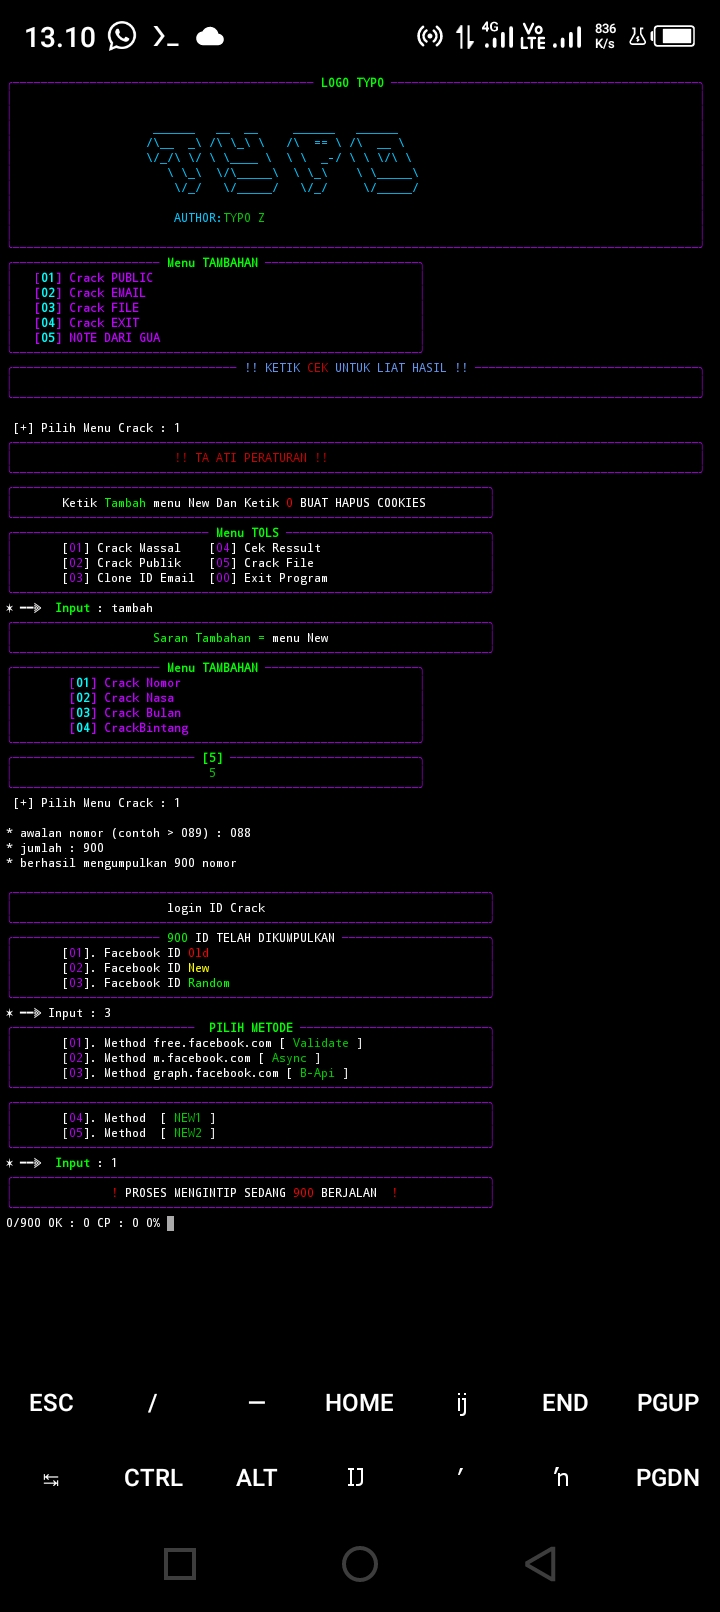 13.10 4G Vo LTE 836 K/s
LOGO TYPO
AUTHOR:TYPO Z
Menu TAMBAHAN
[01] Crack PUBLIC
[02] Crack EMAIL
[03] Crack FILE
[04] Crack EXIT
[05] NOTE DARI GUA
!! KETIK CEK UNTUK LIAT HASIL !!
[+] Pilih Menu Crack : 1
!! TA ATI PERATURAN !!
Ketik Tambah menu New Dan Ketik O BUAT HAPUS COOKIES
Menu TOLS
[01] Crack Massal [04] Cek Ressult
[02] Crack Publik [05] Crack File
[03] Clone ID Email [00] Exit Program
* ──⫸ Input : tambah
Saran Tambahan = menu New
Menu TAMBAHAN
[01] Crack Nomor
[02] Crack Nasa
[03] Crack Bulan
[04] CrackBintang
[5]
5
[+] Pilih Menu Crack : 1
* awalan nomor (contoh > 089) : 088
* jumlah : 900
* berhasil mengumpulkan 900 nomor
login ID Crack
900 ID TELAH DIKUMPULKAN
[01]. Facebook ID Old
[02]. Facebook ID New
[03]. Facebook ID Random
* ──⫸ Input : 3
PILIH METODE
[01]. Method free.facebook.com [ Validate ]
[02]. Method m.facebook.com [ Async ]
[03]. Method graph.facebook.com [ B-Api ]
[04]. Method [ NEW1 ]
[05]. Method [ NEW2 ]
* ──⫸ Input : 1
! PROSES MENGINTIP SEDANG 900 BERJALAN !
0/900 OK : 0 CP : 0 0%
ESC / — HOME ĳ END PGUP
↹ CTRL ALT Ĳ ′ ŉ PGDN